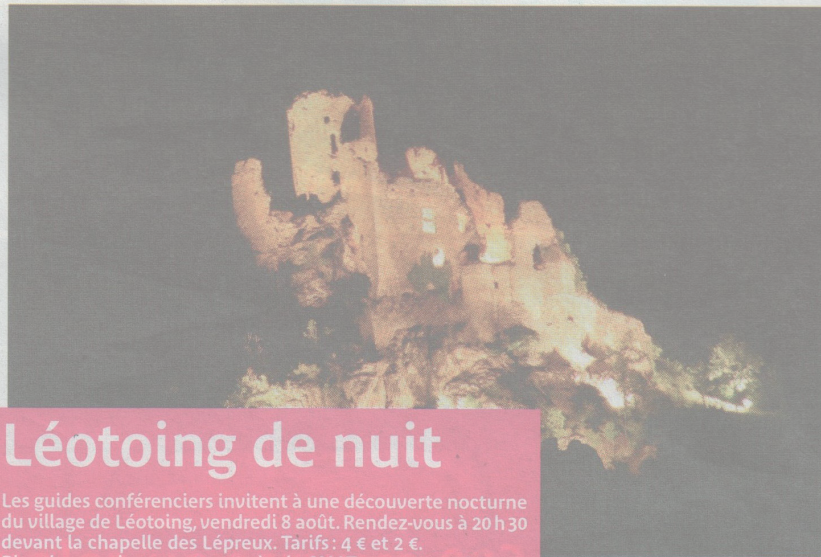 Léotoing de nuit
Les guides conférenciers invitent à une découverte nocturne
du village de Léotoing, vendredi 8 août. Rendez-vous à 20 h 30
devant la chapelle des Lépreux. Tarifs : 4 € et 2 €.